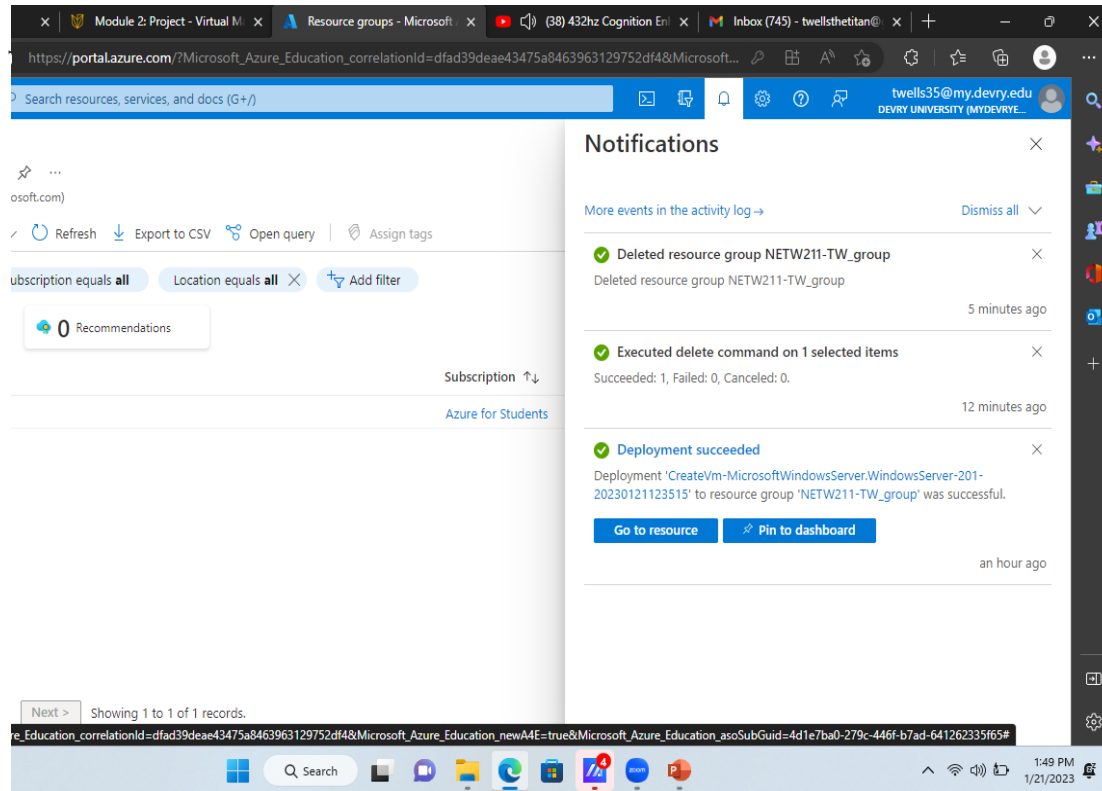 Module 2: Project - Virtual M
Resource groups - Microsoft
(38) 432hz Cognition En
Inbox (745) - twellsthetitan@
https://portal.azure.com/?Microsoft_Azure_Education_correlationId=dfad39deae43475a8463963129752df4&Microsoft...
Search resources, services, and docs (G+/)
twells35@my.devry.edu
DEVRY UNIVERSITY (MYDEVRYE...
Notifications
osoft.com)
More events in the activity log →
Dismiss all
Refresh
Export to CSV
Open query
Assign tags
Deleted resource group NETW211-TW_group
Deleted resource group NETW211-TW_group
5 minutes ago
ubscription equals all
Location equals all
Add filter
0 Recommendations
Executed delete command on 1 selected items
Succeeded: 1, Failed: 0, Canceled: 0.
12 minutes ago
Subscription ↑↓
Azure for Students
Deployment succeeded
Deployment 'CreateVm-MicrosoftWindowsServer.WindowsServer-201-
20230121123515' to resource group 'NETW211-TW_group' was successful.
Go to resource
Pin to dashboard
an hour ago
Next >
Showing 1 to 1 of 1 records.
re_Education_correlationId=dfad39deae43475a8463963129752df4&Microsoft_Azure_Education_newA4E=true&Microsoft_Azure_Education_asoSubGuid=4d1e7ba0-279c-446f-b7ad-641262335f65#
Search
4
zoom
1:49 PM
1/21/2023